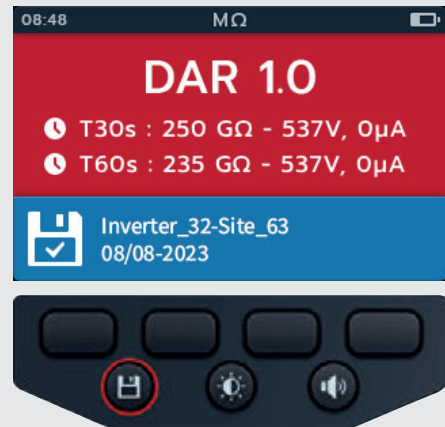 08:48 MΩ
DAR 1.0
T30s : 250 GΩ - 537V, 0µA
T60s : 235 GΩ - 537V, 0µA
Inverter_32-Site_63
08/08-2023